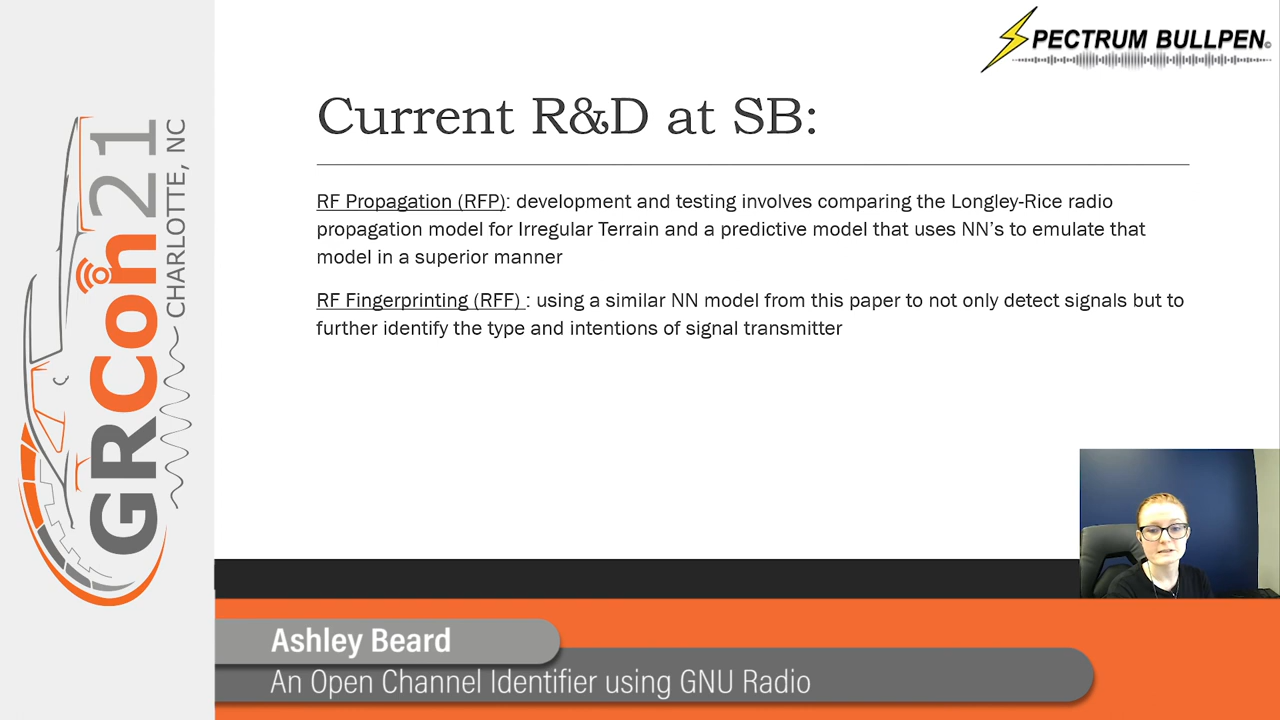 GRCon21
CHARLOTTE, NC
SPECTRUM BULLPEN©
Current R&D at SB:
RF Propagation (RFP): development and testing involves comparing the Longley-Rice radio
propagation model for Irregular Terrain and a predictive model that uses NN's to emulate that
model in a superior manner
RF Fingerprinting (RFF) : using a similar NN model from this paper to not only detect signals but to
further identify the type and intentions of signal transmitter
Ashley Beard
An Open Channel Identifier using GNU Radio